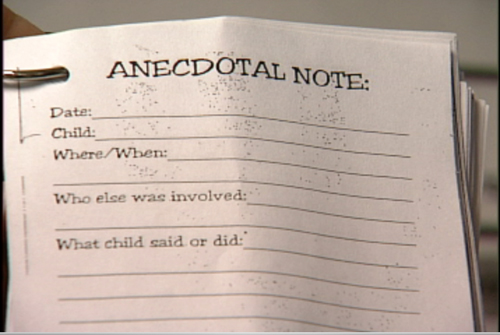 ANECDOTAL NOTE:
Date:
Child:
Where/When:
Who else was involved:
What child said or did: